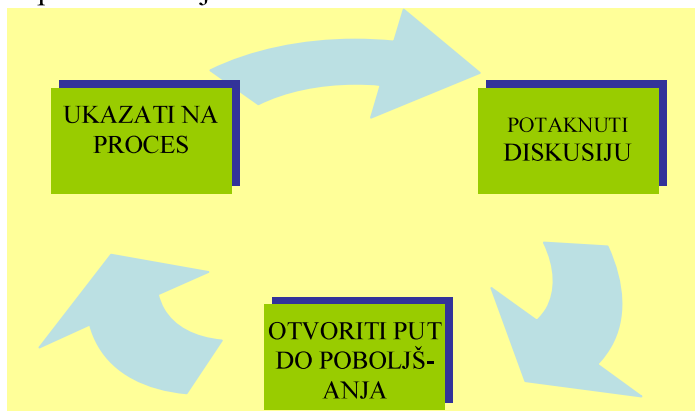 UKAZATI NA
PROCES
POTAKNUTI
DISKUSIJU
OTVORITI PUT
DO POBOLJŠ-
ANJA